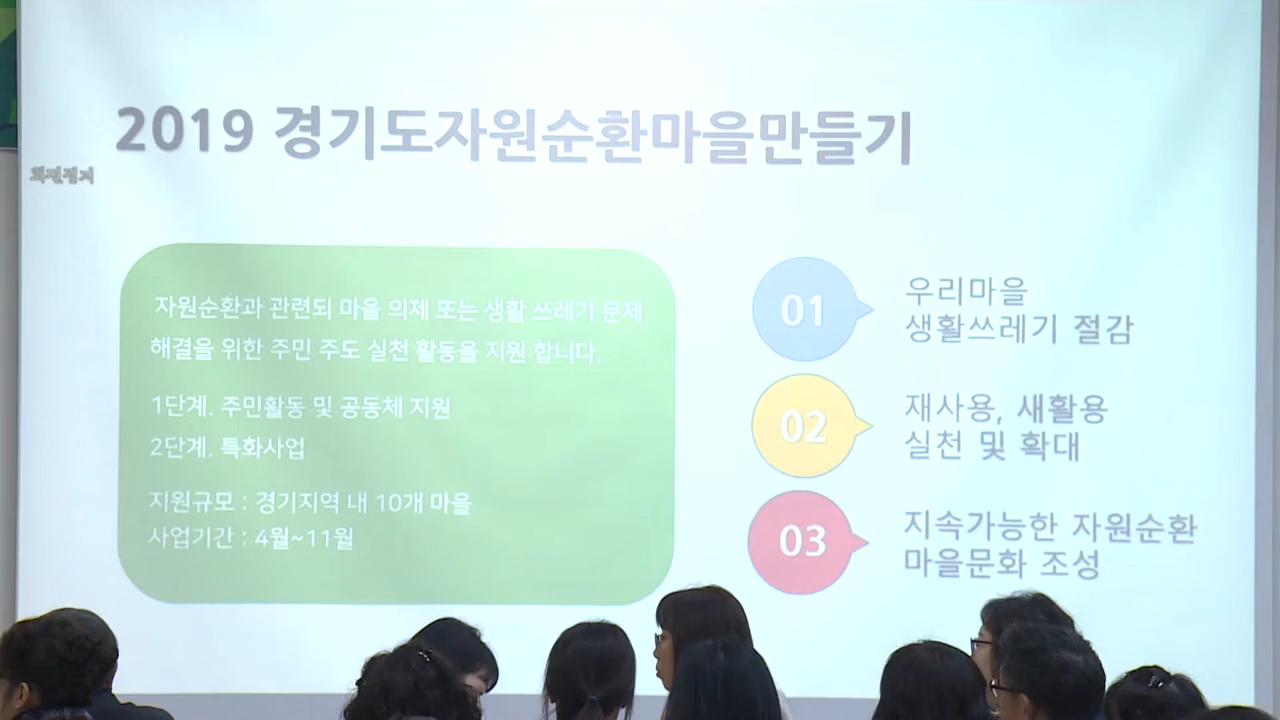 2019 경기도자원순환마을만들기
화면정지
자원순환과 관련되 마을 의제 또는 생활 쓰레기 문제
해결을 위한 주민 주도 실천 활동을 지원 합니다.
1단계. 주민활동 및 공동체 지원
2단계. 특화사업
지원규모 : 경기지역 내 10개 마을
사업기간 : 4월~11월
01
우리마을
생활쓰레기 절감
02
재사용, 새활용
실천 및 확대
03
지속가능한 자원순환
마을문화 조성